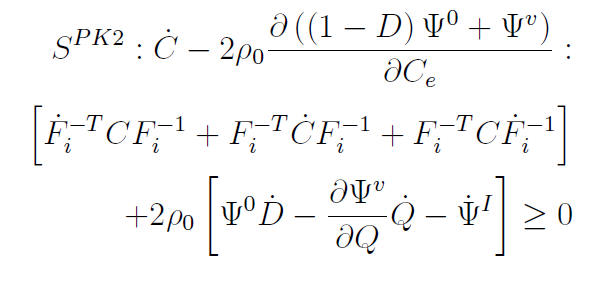 S^{PK2} : \dot{C} - 2\rho_0 \frac{\partial ((1 - D) \Psi^0 + \Psi^v)}{\partial C_e} :
\left[ \dot{F}_i^{-T} C F_i^{-1} + F_i^{-T} \dot{C} F_i^{-1} + F_i^{-T} C \dot{F}_i^{-1} \right]
+2\rho_0 \left[ \Psi^0 \dot{D} - \frac{\partial \Psi^v}{\partial Q} \dot{Q} - \dot{\Psi}^I \right] \geq 0